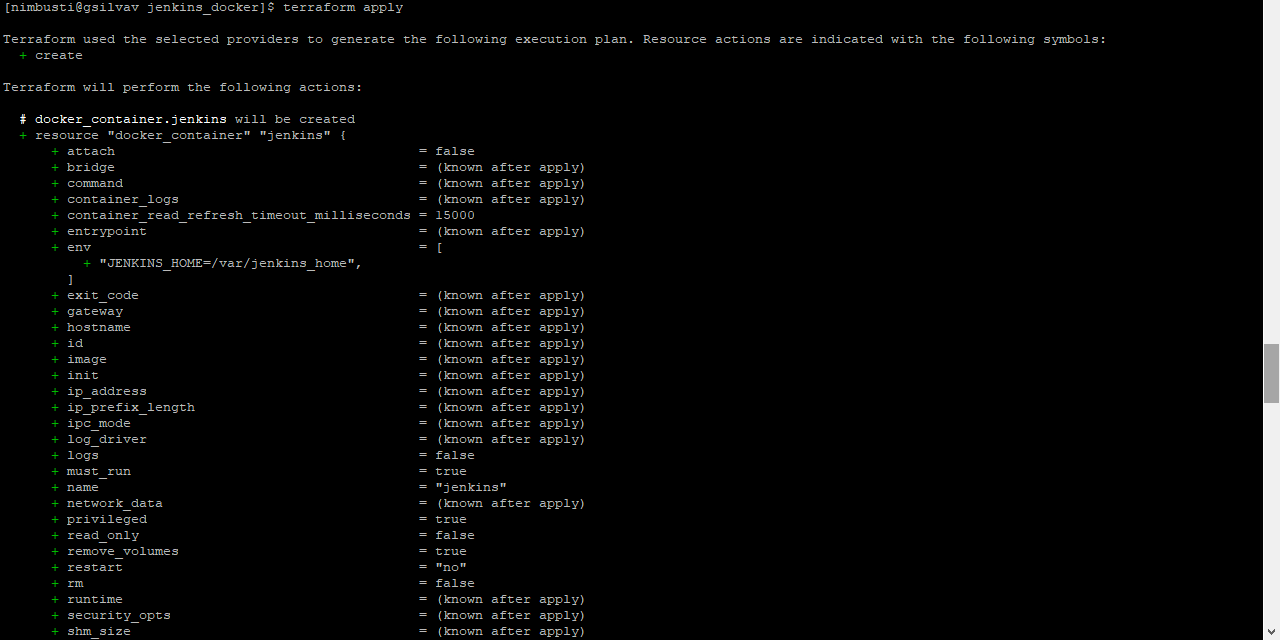 [nimbusti@gsilvav jenkins_docker]$ terraform apply
Terraform used the selected providers to generate the following execution plan. Resource actions are indicated with the following symbols:
+ create
Terraform will perform the following actions:
# docker_container.jenkins will be created
+ resource "docker_container" "jenkins" {
+ attach = false
+ bridge = (known after apply)
+ command = (known after apply)
+ container_logs = (known after apply)
+ container_read_refresh_timeout_milliseconds = 15000
+ entrypoint = (known after apply)
+ env = [
+ "JENKINS_HOME=/var/jenkins_home",
]
+ exit_code = (known after apply)
+ gateway = (known after apply)
+ hostname = (known after apply)
+ id = (known after apply)
+ image = (known after apply)
+ init = (known after apply)
+ ip_address = (known after apply)
+ ip_prefix_length = (known after apply)
+ ipc_mode = (known after apply)
+ log_driver = (known after apply)
+ logs = false
+ must_run = true
+ name = "jenkins"
+ network_data = (known after apply)
+ privileged = true
+ read_only = false
+ remove_volumes = true
+ restart = "no"
+ rm = false
+ runtime = (known after apply)
+ security_opts = (known after apply)
+ shm_size = (known after apply)